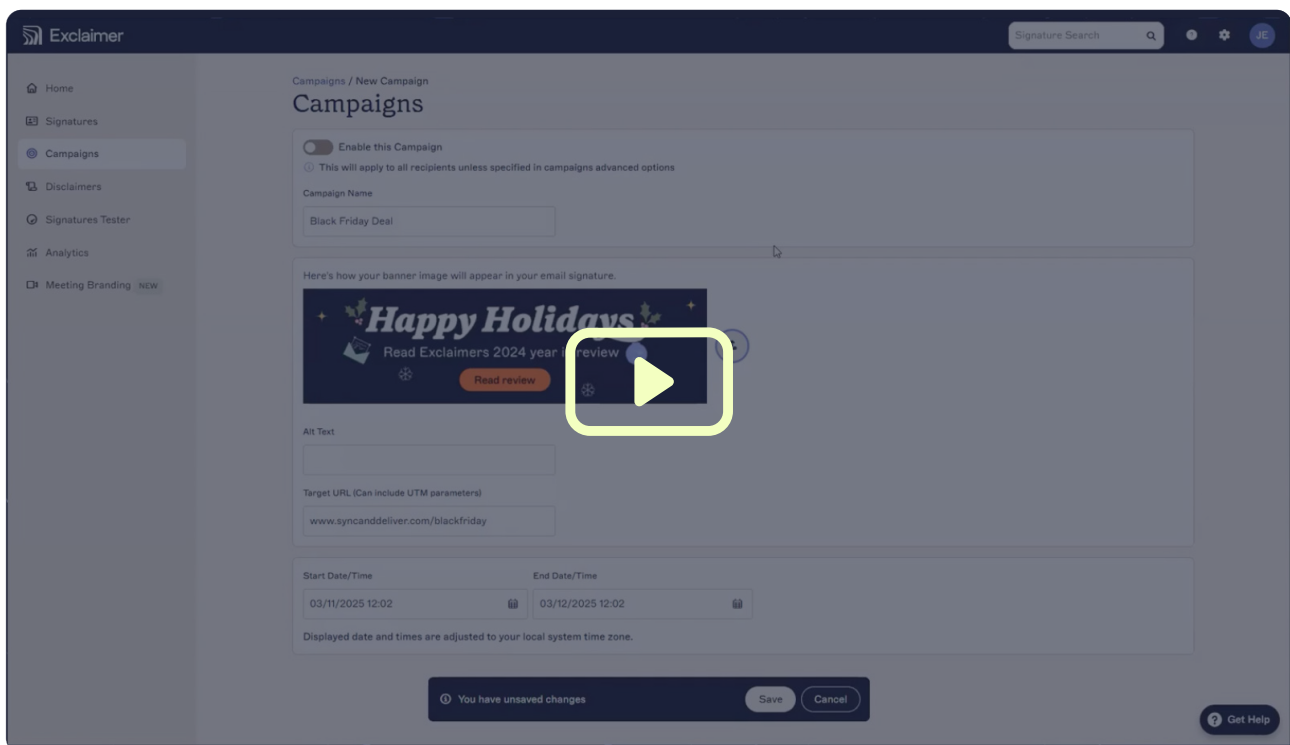 Exclaimer
Signature Search
JE
Home
Signatures
Campaigns
Disclaimers
Signatures Tester
Analytics
Meeting Branding NEW
Campaigns / New Campaign
Campaigns
Enable this Campaign
This will apply to all recipients unless specified in campaigns advanced options
Campaign Name
Black Friday Deal
Here's how your banner image will appear in your email signature.
Happy Holidays
Read Exclaimers 2024 year in review
Read review
Alt Text
Target URL (Can include UTM parameters)
www.syncanddeliver.com/blackfriday
Start Date/Time
End Date/Time
03/11/2025 12:02
03/12/2025 12:02
Displayed date and times are adjusted to your local system time zone.
You have unsaved changes
Save
Cancel
Get Help